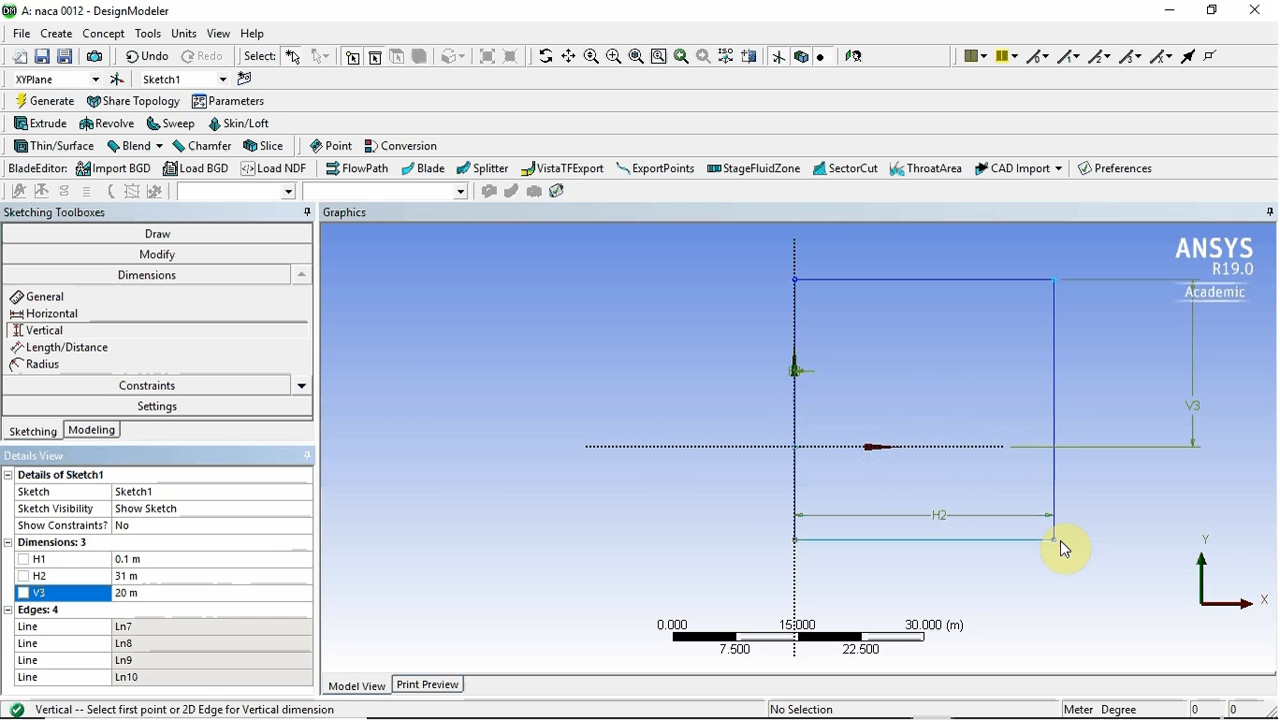 A: naca 0012 - DesignModeler
File Create Concept Tools Units View Help
Undo Redo Select:
XYPlane Sketch1
Generate Share Topology Parameters
Extrude Revolve Sweep Skin/Loft
Thin/Surface Blend Chamfer Slice Point Conversion
BladeEditor: Import BGD Load BGD Load NDF FlowPath Blade Splitter VistaTFExport ExportPoints StageFluidZone SectorCut ThroatArea CAD Import Preferences
Sketching Toolboxes
Draw
Modify
Dimensions
General
Horizontal
Vertical
Length/Distance
Radius
Constraints
Settings
Sketching Modeling
Details View
Details of Sketch1
Sketch Sketch1
Sketch Visibility Show Sketch
Show Constraints? No
Dimensions: 3
H1 0.1 m
H2 31 m
V3 20 m
Edges: 4
Line Ln7
Line Ln8
Line Ln9
Line Ln10
Graphics
ANSYS
R19.0
Academic
V3
H2
Y
X
0.000 15.000 30.000 (m)
7.500 22.500
Model View Print Preview
Vertical -- Select first point or 2D Edge for Vertical dimension No Selection Meter Degree 0 0